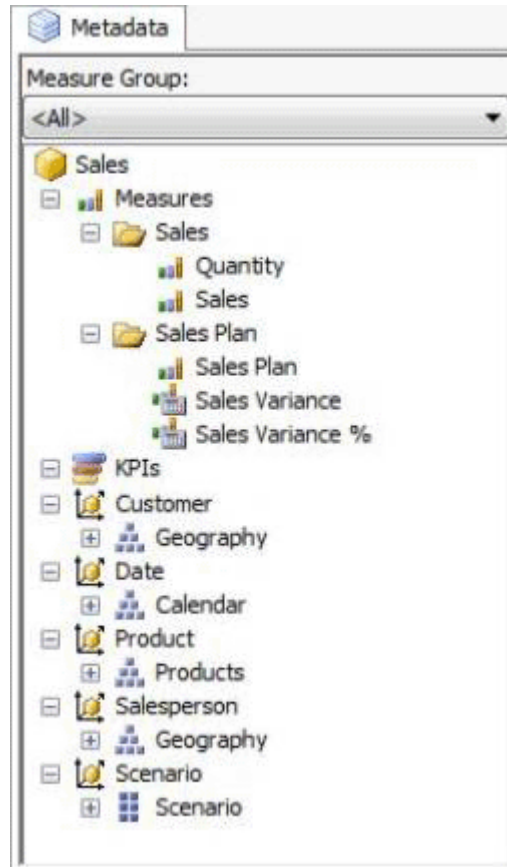 Metadata
Measure Group:
<All>
Sales
Measures
Sales
Quantity
Sales
Sales Plan
Sales Plan
Sales Variance
Sales Variance %
KPIs
Customer
Geography
Date
Calendar
Product
Products
Salesperson
Geography
Scenario
Scenario